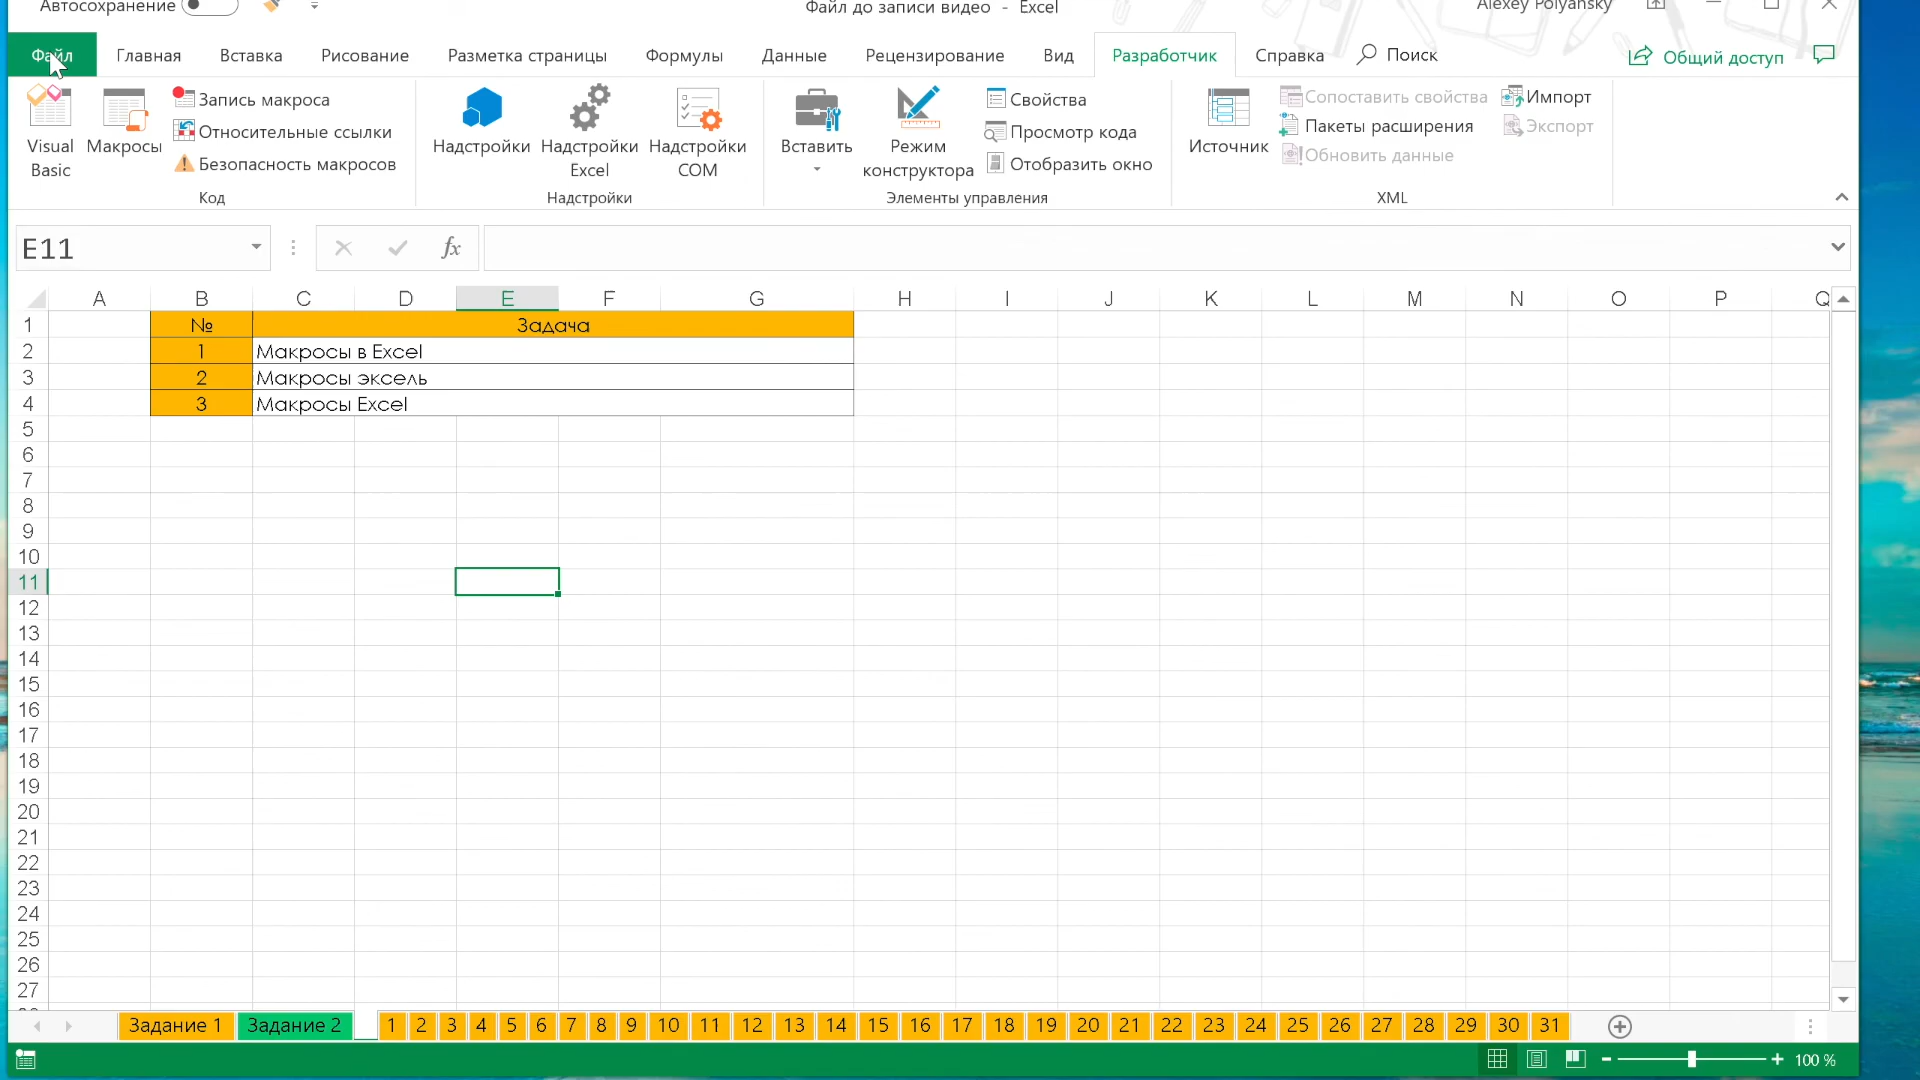 Автосохранение
Файл до записи видео - Excel
Alexey Polyansky
Файл Главная Вставка Рисование Разметка страницы Формулы Данные Рецензирование Вид Разработчик Справка Поиск Общий доступ
Visual Basic
Макросы
Запись макроса
Относительные ссылки
Безопасность макросов
Код
Надстройки
Надстройки Excel
Надстройки COM
Надстройки
Вставить
Режим конструктора
Свойства
Просмотр кода
Отобразить окно
Элементы управления
Источник
Сопоставить свойства
Пакеты расширения
Обновить данные
Импорт
Экспорт
XML
E11
fx
A B C D E F G H I J K L M N O P Q
1 № Задача
2 1 Макросы в Excel
3 2 Макросы эксель
4 3 Макросы Excel
5
6
7
8
9
10
11
12
13
14
15
16
17
18
19
20
21
22
23
24
25
26
27
Задание 1 Задание 2 1 2 3 4 5 6 7 8 9 10 11 12 13 14 15 16 17 18 19 20 21 22 23 24 25 26 27 28 29 30 31
100 %